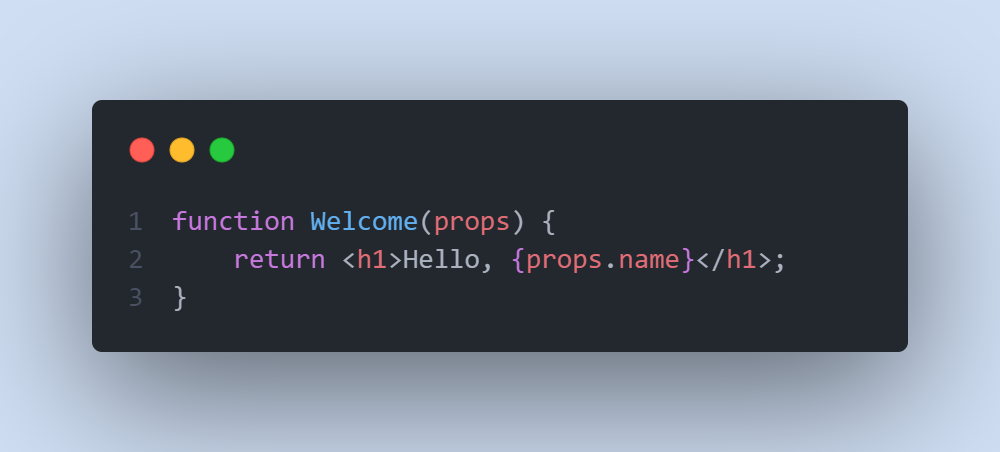 1 function Welcome(props) {
2     return <h1>Hello, {props.name}</h1>;
3 }